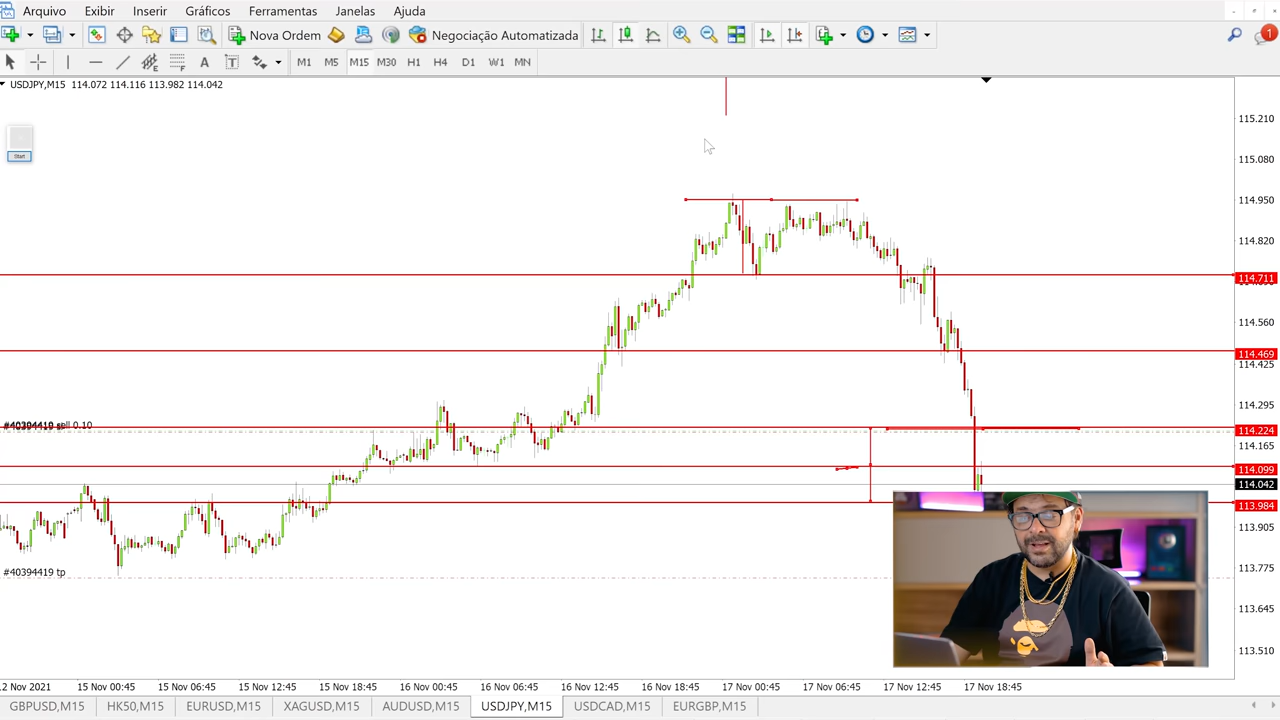 Arquivo Exibir Inserir Gráficos Ferramentas Janelas Ajuda
Nova Ordem Negociação Automatizada
A T M1 M5 M15 M30 H1 H4 D1 W1 MN
USDJPY,M15 114.072 114.116 113.982 114.042
Start
115.210
115.080
114.950
114.820
114.711
114.560
114.469
114.425
114.295
sell 0.10
114.224
114.165
114.099
114.042
113.984
113.905
#40394419 tp
113.775
113.645
113.510
2 Nov 2021 15 Nov 00:45 15 Nov 06:45 15 Nov 12:45 15 Nov 18:45 16 Nov 00:45 16 Nov 06:45 16 Nov 12:45 16 Nov 18:45 17 Nov 00:45 17 Nov 06:45 17 Nov 12:45 17 Nov 18:45
GBPUSD,M15 HK50,M15 EURUSD,M15 XAGUSD,M15 AUDUSD,M15 USDJPY,M15 USDCAD,M15 EURGBP,M15